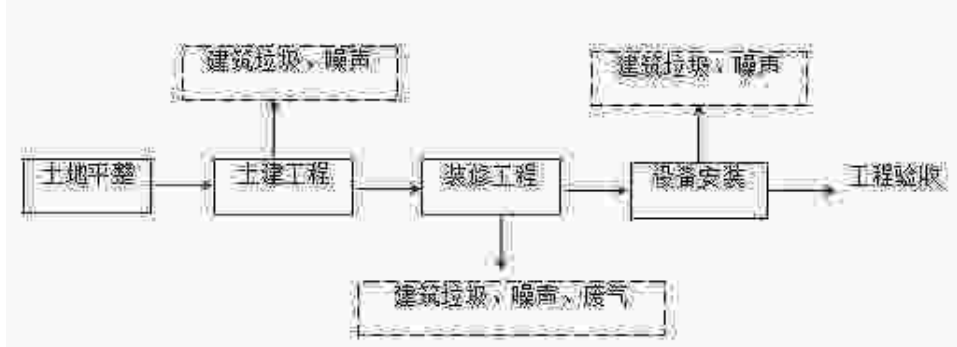 建筑垃圾、噪声
建筑垃圾、噪声
土地平整
土建工程
装修工程
设备安装
工程验收
建筑垃圾、噪声、废气